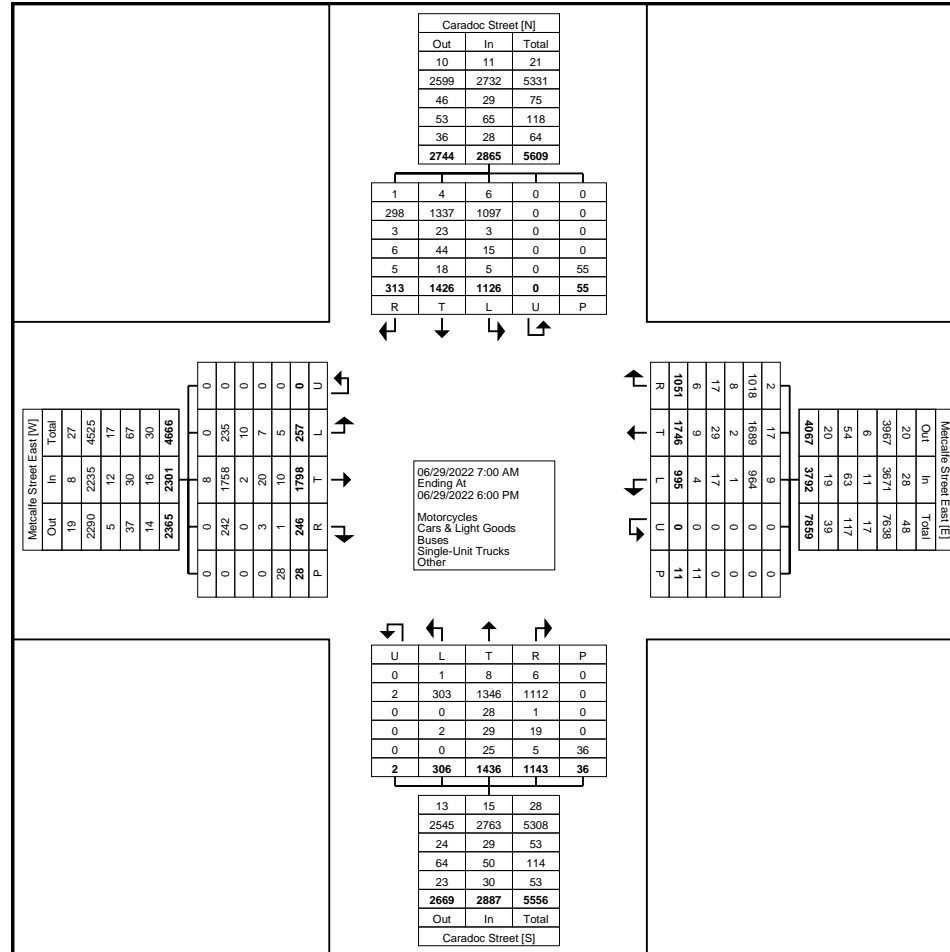 Caradoc Street [N]
Out In Total
10 11 21
2599 2732 5331
46 29 75
53 65 118
36 28 64
2744 2865 5609
1 4 6 0 0
298 1337 1097 0 0
3 23 3 0 0
6 44 15 0 0
5 18 5 0 55
313 1426 1126 0 55
R T L U P
Metcalfe Street East [W]
Total 27 4525 17 67 30 4666
In 8 2235 12 30 16 2301
Out 19 2290 5 37 14 2365
0 0 0 0 0 0 U
0 235 10 7 5 257 L
8 1758 2 20 10 1798 T
0 242 0 3 1 246 R
0 0 0 0 28 28 P
06/29/2022 7:00 AM
Ending At
06/29/2022 6:00 PM
Motorcycles
Cars & Light Goods
Buses
Single-Unit Trucks
Other
R 1051 6 17 8 1018 2
T 1746 9 29 2 1689 17
L 995 4 17 1 964 9
U 0 0 0 0 0 0
P 11 11 0 0 0 0
4067 20 54 6 3967 20 Out
3792 19 63 11 3671 28 In
7859 39 117 17 7638 48 Total
Metcalfe Street East [E]
U L T R P
0 1 8 6 0
2 303 1346 1112 0
0 0 28 1 0
0 2 29 19 0
0 0 25 5 36
2 306 1436 1143 36
13 15 28
2545 2763 5308
24 29 53
64 50 114
23 30 53
2669 2887 5556
Out In Total
Caradoc Street [S]